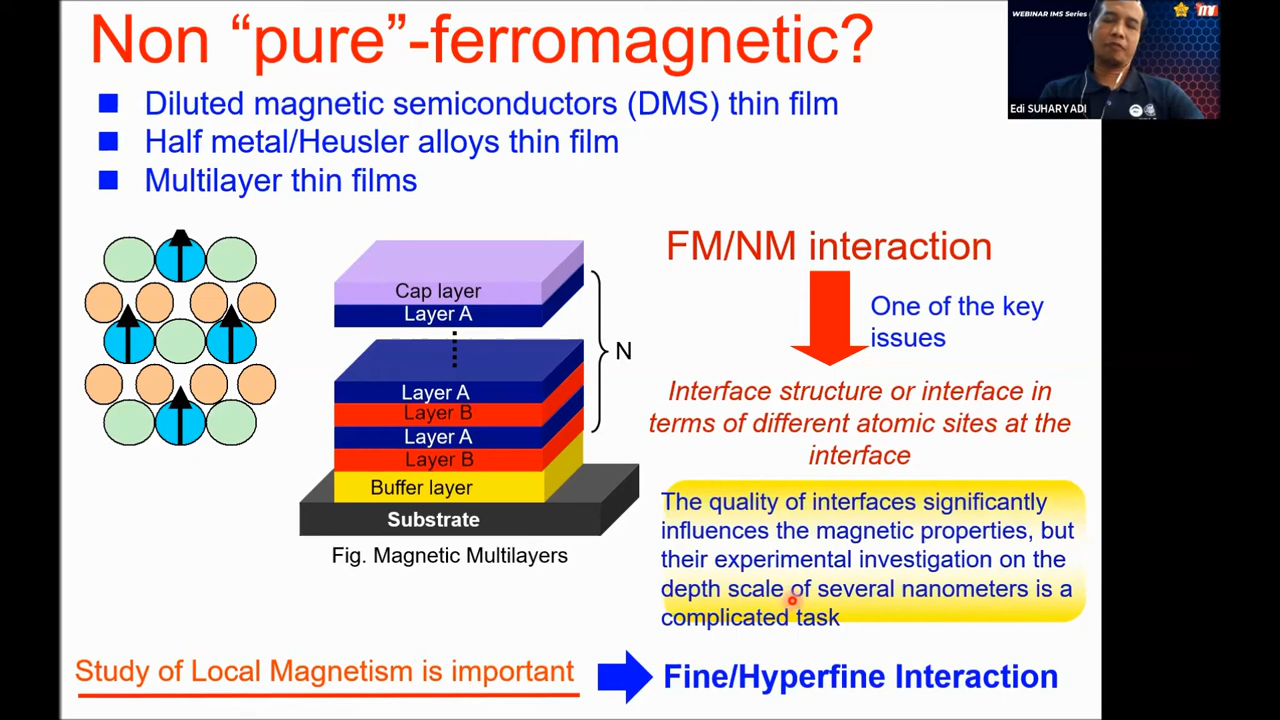 Non “pure”-ferromagnetic?
WEBINAR IMS Series
Edi SUHARYADI
Diluted magnetic semiconductors (DMS) thin film
Half metal/Heusler alloys thin film
Multilayer thin films
Cap layer
Layer A
N
Layer A
Layer B
Layer A
Layer B
Buffer layer
Substrate
Fig. Magnetic Multilayers
FM/NM interaction
One of the key
issues
Interface structure or interface in
terms of different atomic sites at the
interface
The quality of interfaces significantly
influences the magnetic properties, but
their experimental investigation on the
depth scale of several nanometers is a
complicated task
Study of Local Magnetism is important
Fine/Hyperfine Interaction